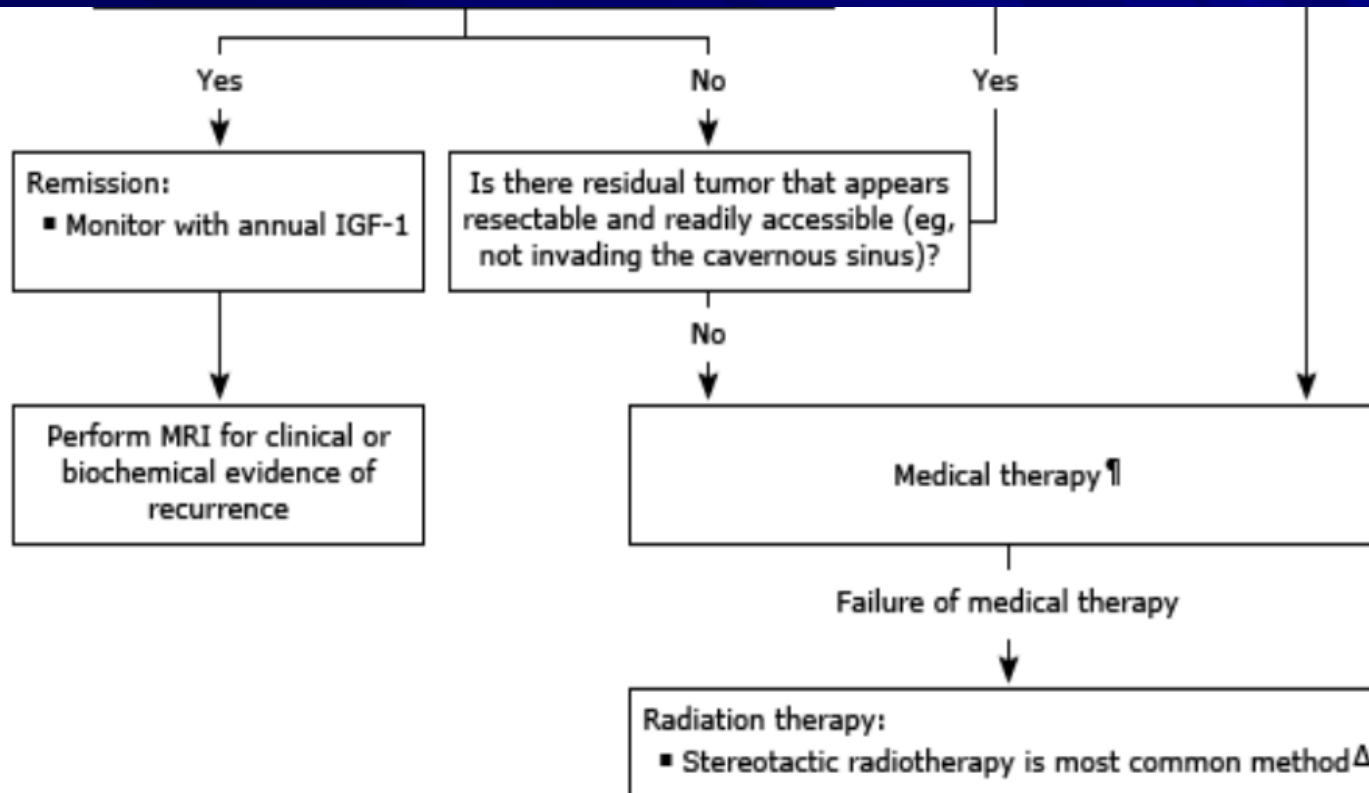 Yes
No
Yes
Remission:
▪ Monitor with annual IGF-1
Is there residual tumor that appears
resectable and readily accessible (eg,
not invading the cavernous sinus)?
No
Perform MRI for clinical or
biochemical evidence of
recurrence
Medical therapy¶
Failure of medical therapy
Radiation therapy:
▪ Stereotactic radiotherapy is most common methodΔ